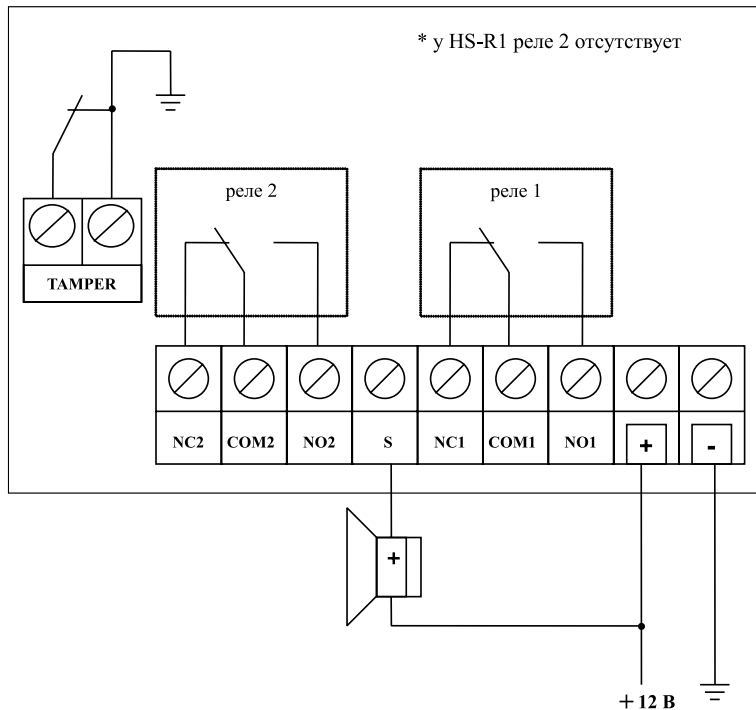 * у HS-R1 реле 2 отсутствует
реле 2
реле 1
TAMPER
NC2 COM2 NO2 S NC1 COM1 NO1 + -
+
+ 12 В